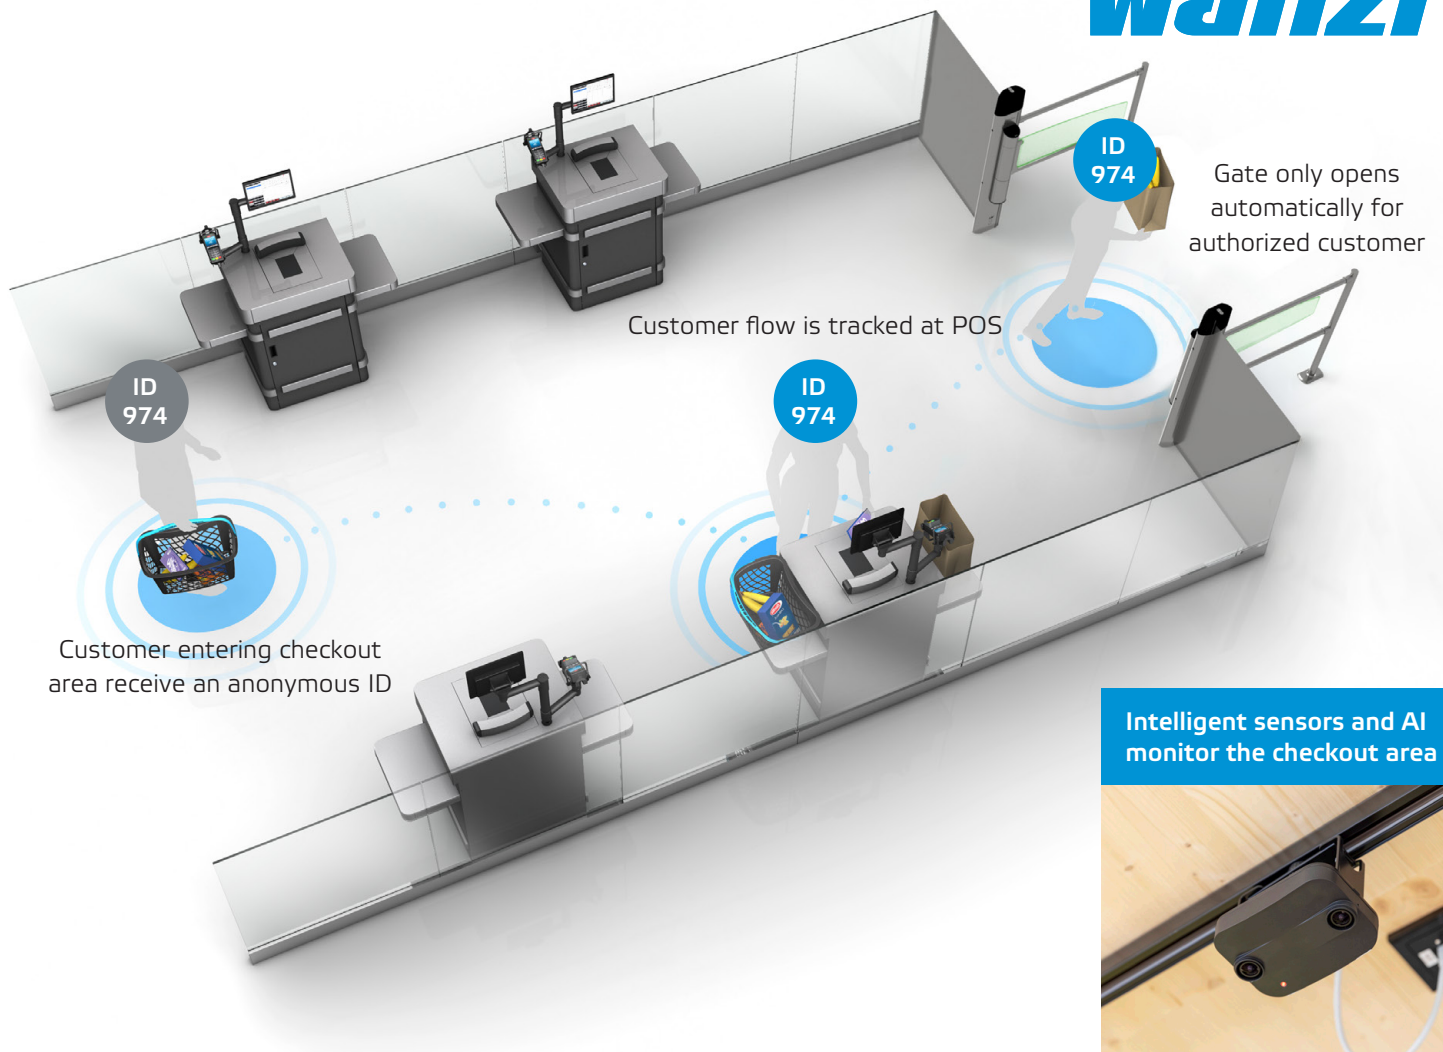 wanzl
ID
974
Gate only opens
automatically for
authorized customer
Customer flow is tracked at POS
ID
974
ID
974
Customer entering checkout
area receive an anonymous ID
Intelligent sensors and AI
monitor the checkout area